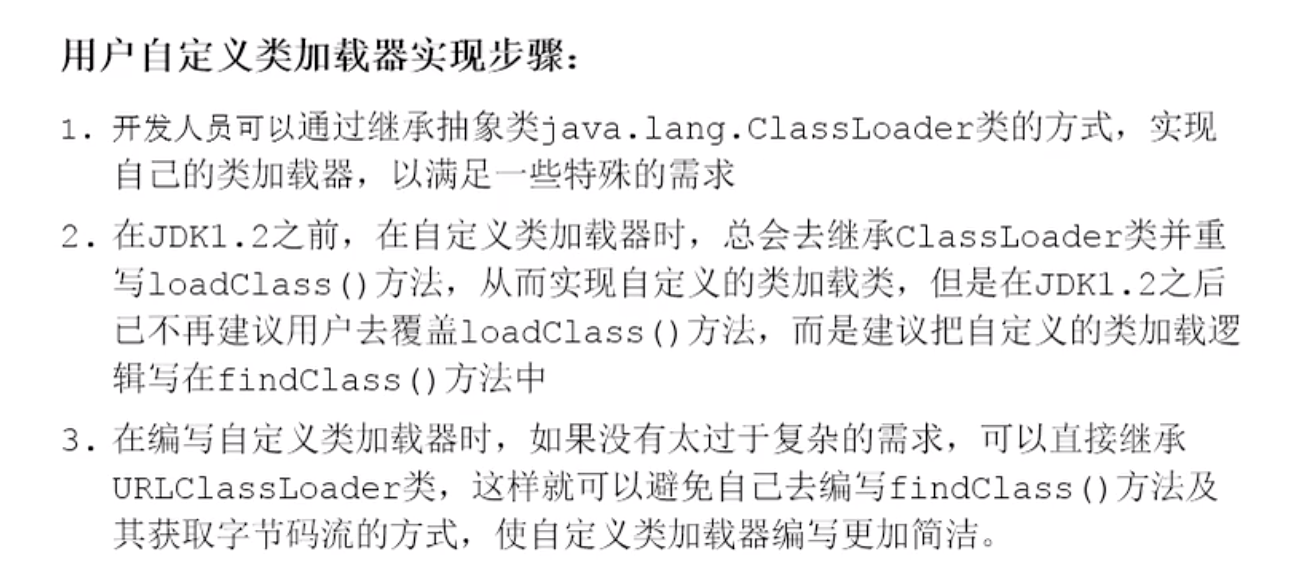 用户自定义类加载器实现步骤：
1. 开发人员可以通过继承抽象类java.lang.ClassLoader类的方式，实现
自己的类加载器，以满足一些特殊的需求
2. 在JDK1.2之前，在自定义类加载器时，总会去继承ClassLoader类并重
写loadClass()方法，从而实现自定义的类加载类，但是在JDK1.2之后
已不再建议用户去覆盖loadClass()方法，而是建议把自定义的类加载逻
辑写在findClass()方法中
3. 在编写自定义类加载器时，如果没有太过于复杂的需求，可以直接继承
URLClassLoader类，这样就可以避免自己去编写findClass()方法及
其获取字节码流的方式，使自定义类加载器编写更加简洁。